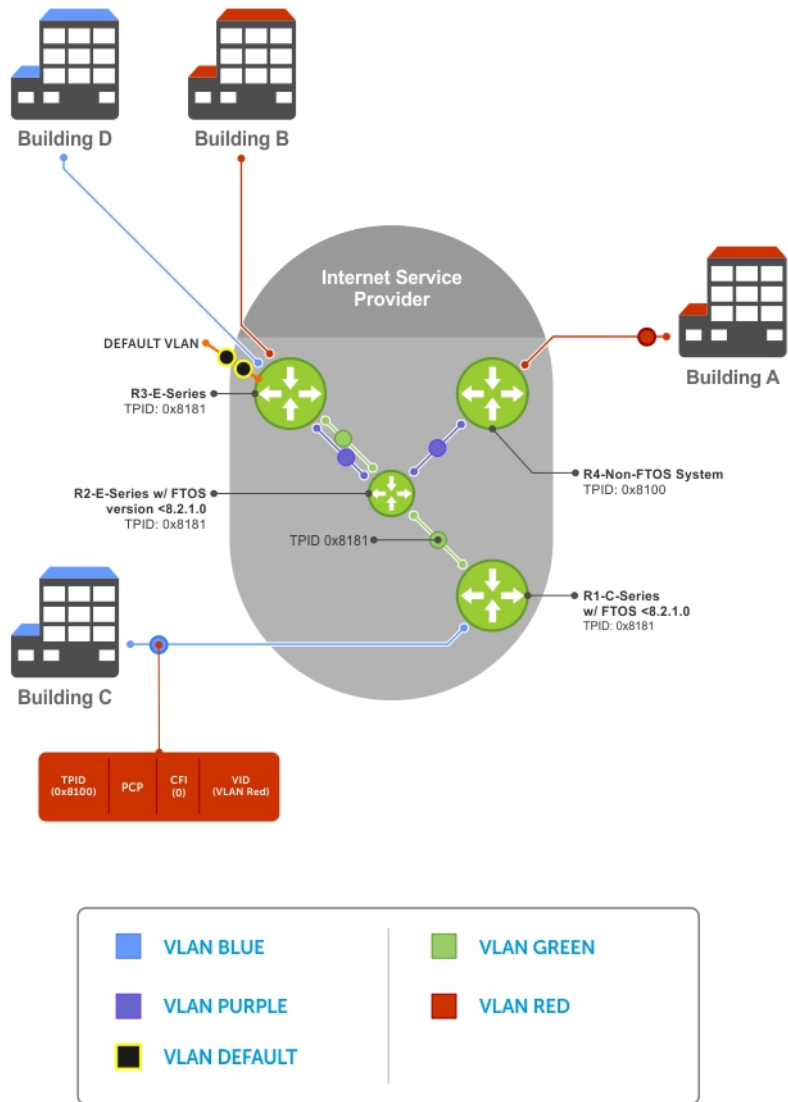 Building D
Building B
Internet Service
Provider
Building A
DEFAULT VLAN
R3-E-Series
TPID: 0x8181
R4-Non-FTOS System
TPID: 0x8100
R2-E-Series w/ FTOS
version <8.2.1.0
TPID: 0x8181
TPID 0x8181
R1-C-Series
w/ FTOS <8.2.1.0
TPID: 0x8181
Building C
TPID
(0x8100)
PCP
CFI
(0)
VID
(VLAN Red)
VLAN BLUE
VLAN GREEN
VLAN PURPLE
VLAN RED
VLAN DEFAULT